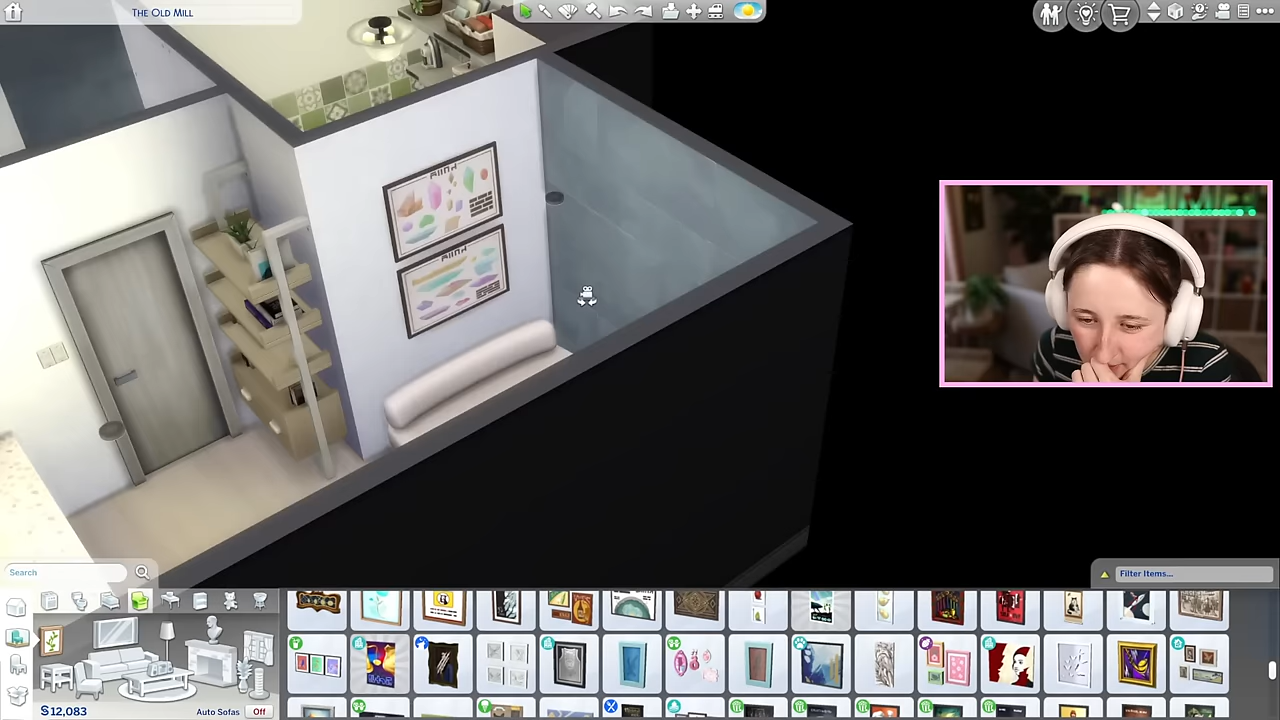 THE OLD MILL
Search
Filter Items...
§12,083
Auto Sofas
Off